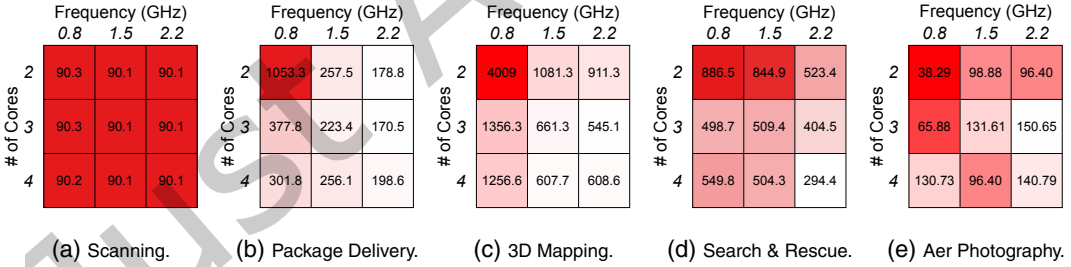 Frequency (GHz) Frequency (GHz) Frequency (GHz) Frequency (GHz) Frequency (GHz)
0.8 1.5 2.2 0.8 1.5 2.2 0.8 1.5 2.2 0.8 1.5 2.2 0.8 1.5 2.2
# of Cores # of Cores # of Cores # of Cores # of Cores
2 90.3 90.1 90.1 2 1053.3 257.5 178.8 2 4009 1081.3 911.3 2 886.5 844.9 523.4 2 38.29 98.88 96.40
3 90.3 90.1 90.1 3 377.8 223.4 170.5 3 1356.3 661.3 545.1 3 498.7 509.4 404.5 3 65.88 131.61 150.65
4 90.2 90.1 90.1 4 301.8 256.1 198.6 4 1256.6 607.7 608.6 4 549.8 504.3 294.4 4 130.73 96.40 140.79
(a) Scanning. (b) Package Delivery. (c) 3D Mapping. (d) Search & Rescue. (e) Aer Photography.
Just A